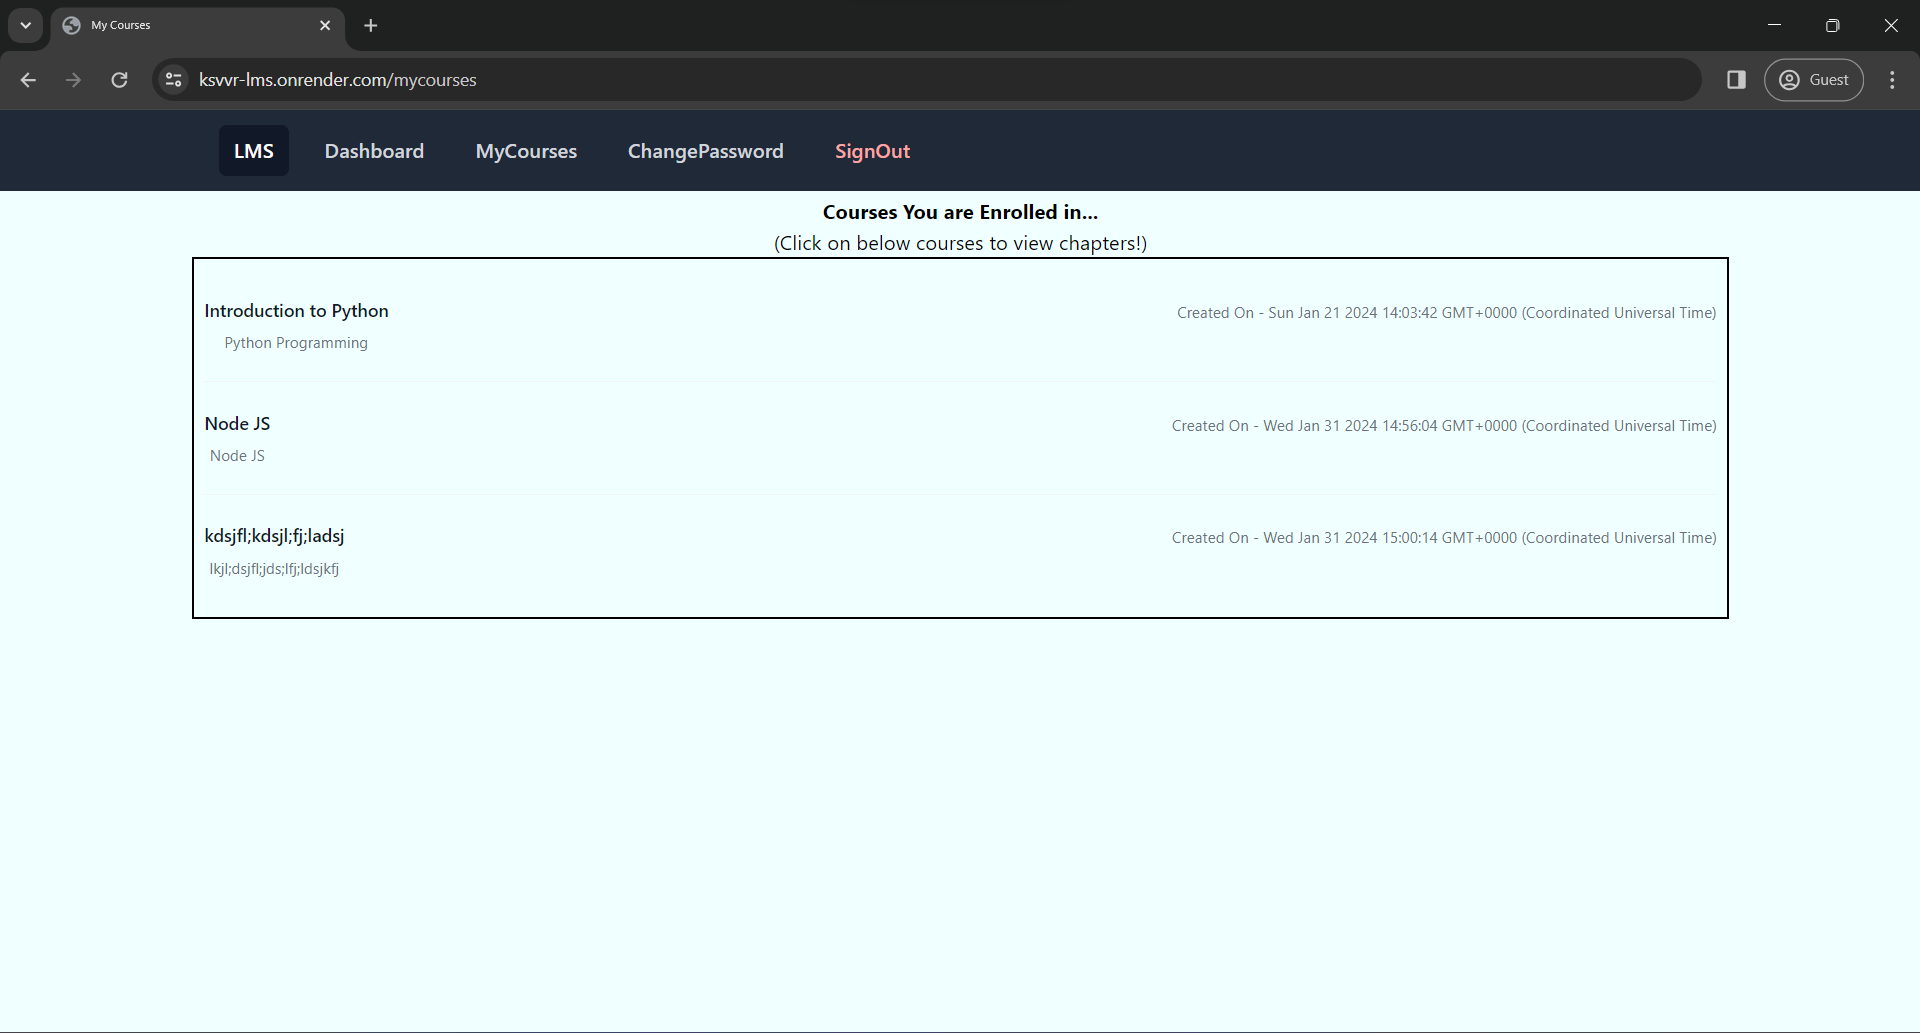 My Courses
ksvvr-lms.onrender.com/mycourses
Guest
LMS Dashboard MyCourses ChangePassword SignOut
Courses You are Enrolled in...
(Click on below courses to view chapters!)
Introduction to Python Created On - Sun Jan 21 2024 14:03:42 GMT+0000 (Coordinated Universal Time)
Python Programming
Node JS Created On - Wed Jan 31 2024 14:56:04 GMT+0000 (Coordinated Universal Time)
Node JS
kdsjfl;kdsjl;fj;ladsj Created On - Wed Jan 31 2024 15:00:14 GMT+0000 (Coordinated Universal Time)
lkjl;dsjfl;jds;lfj;ldsjkfj